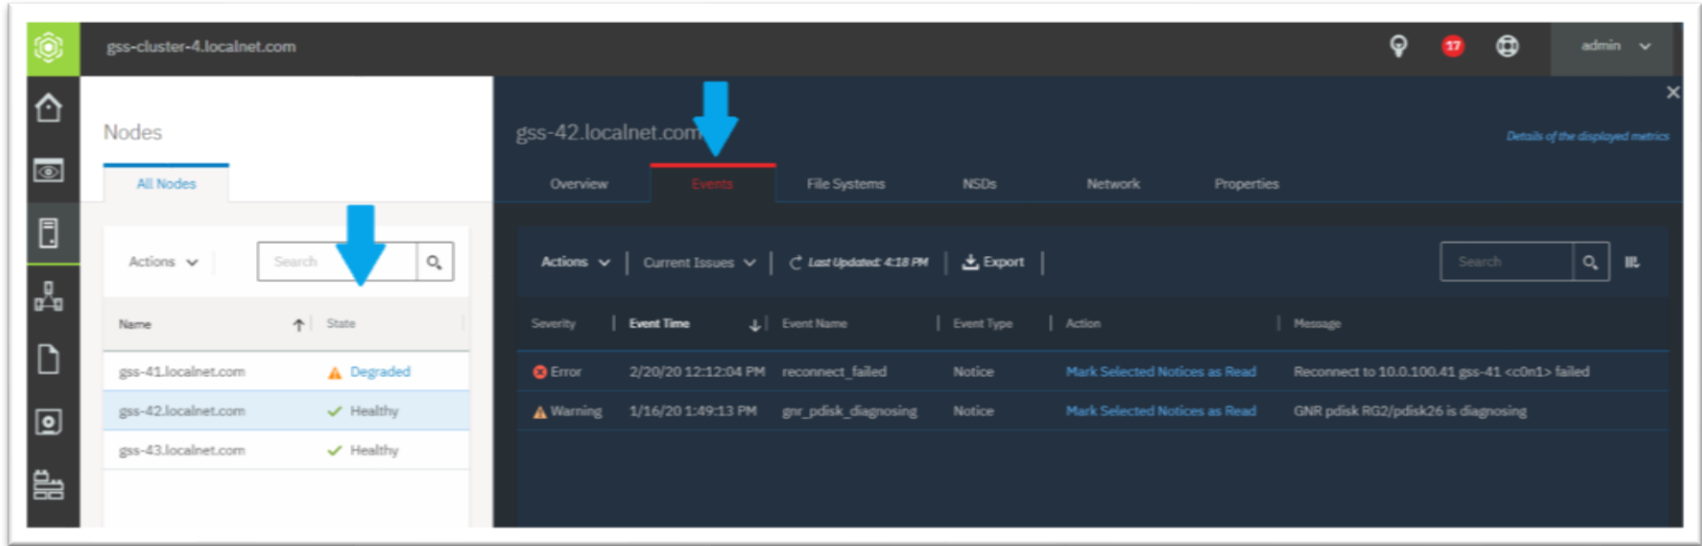 gss-cluster-4.localnet.com
17
admin
Nodes
gss-42.localnet.com
Details of the displayed metrics
All Nodes
Overview
Events
File Systems
NSDs
Network
Properties
Actions
Search
Actions
Current Issues
Last Updated: 4:18 PM
Export
Search
Name
State
Severity
Event Time
Event Name
Event Type
Action
Message
gss-41.localnet.com Degraded
Error 2/20/20 12:12:04 PM reconnect_failed Notice Mark Selected Notices as Read Reconnect to 10.0.100.41 gss-41 <c0n1> failed
gss-42.localnet.com Healthy
Warning 1/16/20 1:49:13 PM gnr_pdisk_diagnosing Notice Mark Selected Notices as Read GNR pdisk RG2/pdisk26 is diagnosing
gss-43.localnet.com Healthy